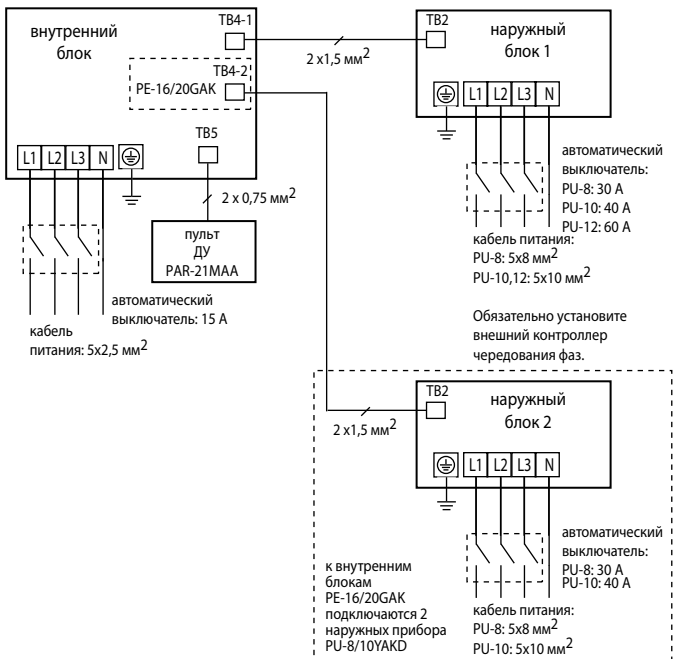 внутренний
блок
TB4-1
TB4-2
PE-16/20GAK
TB5
L1 L2 L3 N
2 x 0,75 мм2
пульт
ДУ
PAR-21MAA
автоматический
выключатель: 15 А
кабель
питания: 5x2,5 мм2
2 x1,5 мм2
TB2
наружный
блок 1
L1 L2 L3 N
автоматический
выключатель:
PU-8: 30 А
PU-10: 40 А
PU-12: 60 А
кабель питания:
PU-8: 5x8 мм2
PU-10,12: 5x10 мм2
Обязательно установите
внешний контроллер
чередования фаз.
2 x1,5 мм2
TB2
наружный
блок 2
L1 L2 L3 N
автоматический
выключатель:
PU-8: 30 А
PU-10: 40 А
кабель питания:
PU-8: 5x8 мм2
PU-10: 5x10 мм2
к внутренним
блокам
PE-16/20GAK
подключаются 2
наружных прибора
PU-8/10YAKD